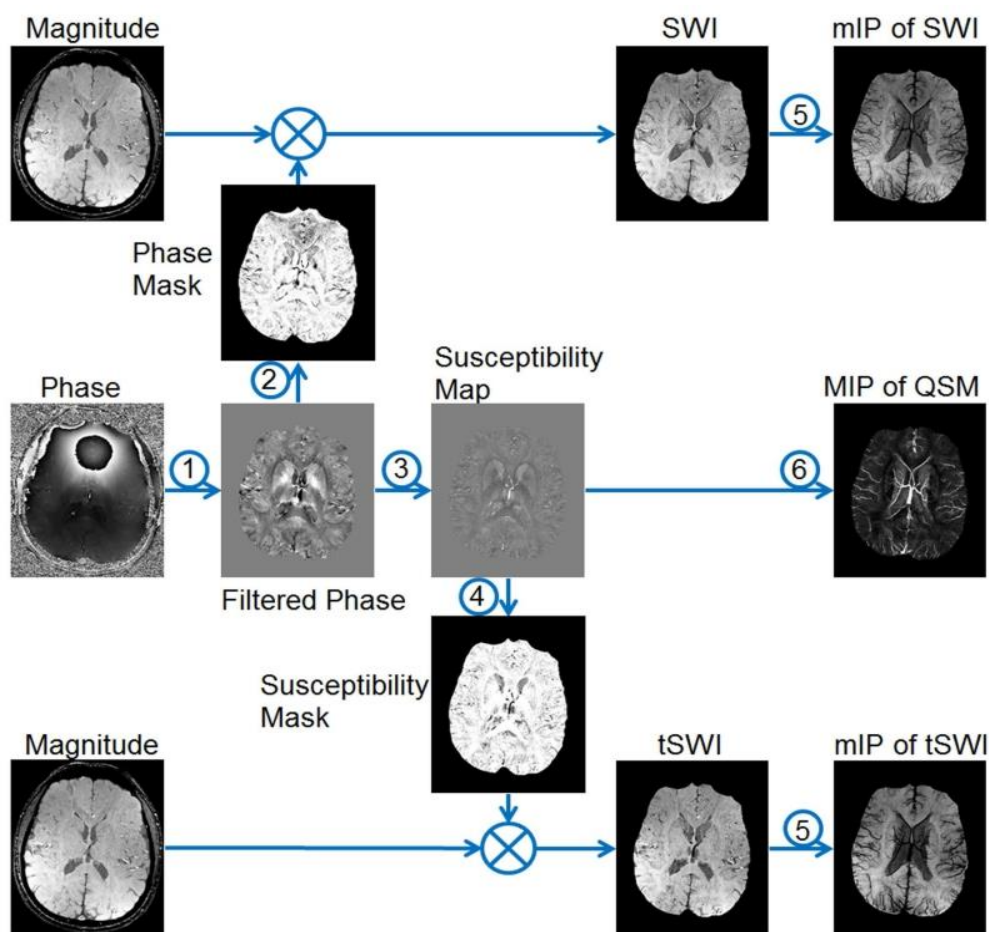 Magnitude
SWI
mIP of SWI
5
Phase
Mask
2
Susceptibility
Map
Phase
MIP of QSM
1
3
6
Filtered Phase
4
Susceptibility
Mask
Magnitude
tSWI
mIP of tSWI
5